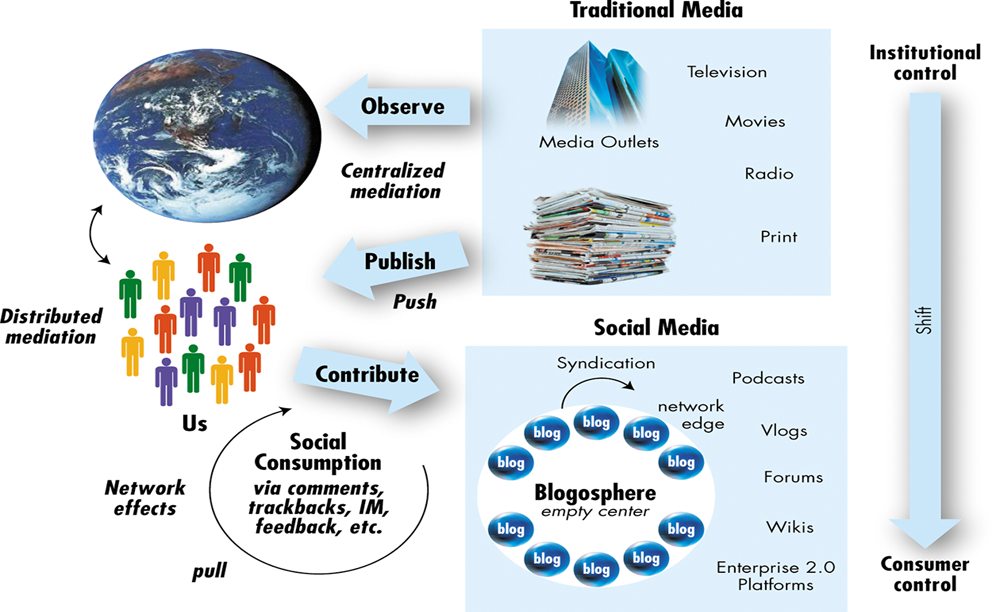 Traditional Media
Institutional
control
Television
Observe
Movies
Media Outlets
Centralized
mediation
Radio
Print
Publish
Push
Distributed
mediation
Shift
Social Media
Contribute
Syndication
Podcasts
network
edge
Us
blog
blog
blog
blog
blog
Vlogs
Social
Consumption
via comments,
trackbacks, IM,
feedback, etc.
Forums
Network
effects
Blogosphere
empty center
blog
blog
blog
blog
blog
Wikis
pull
Enterprise 2.0
Platforms
Consumer
control